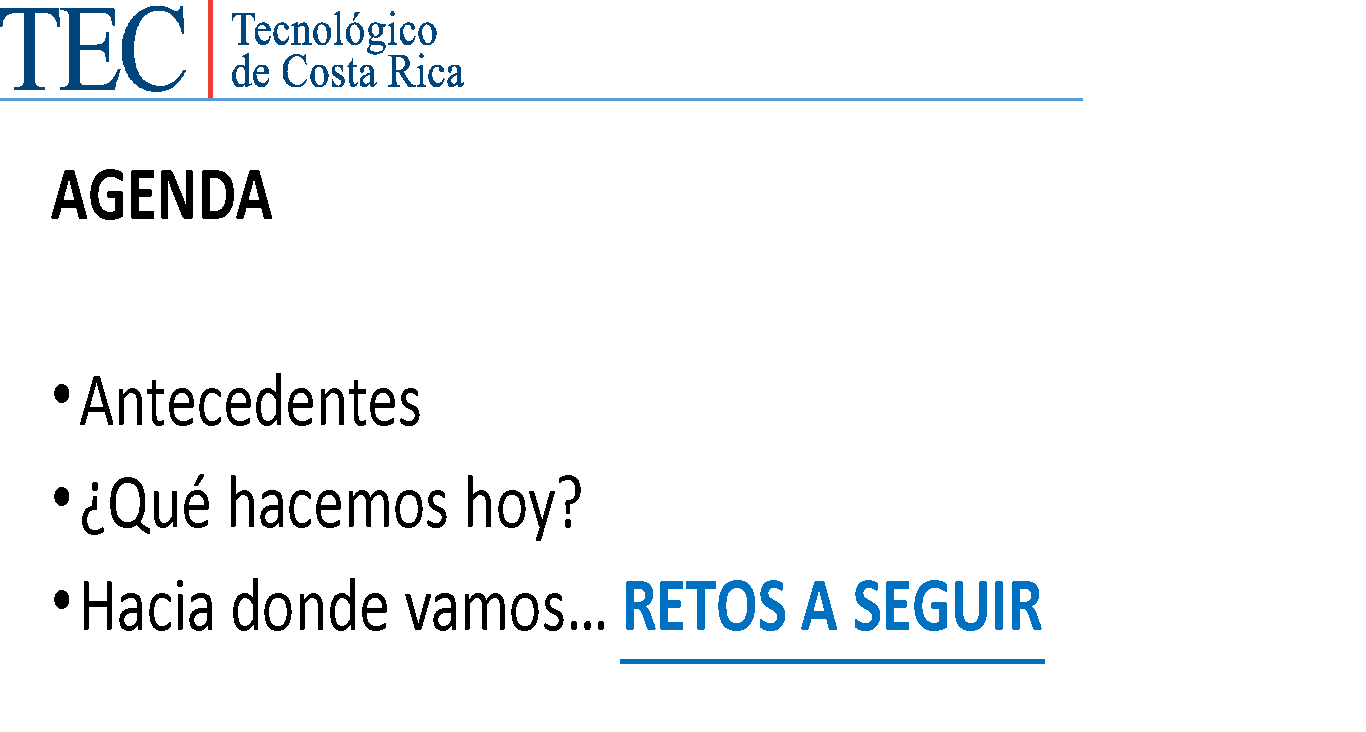 TEC
Tecnológico
de Costa Rica
AGENDA
•Antecedentes
•¿Qué hacemos hoy?
•Hacia donde vamos... RETOS A SEGUIR